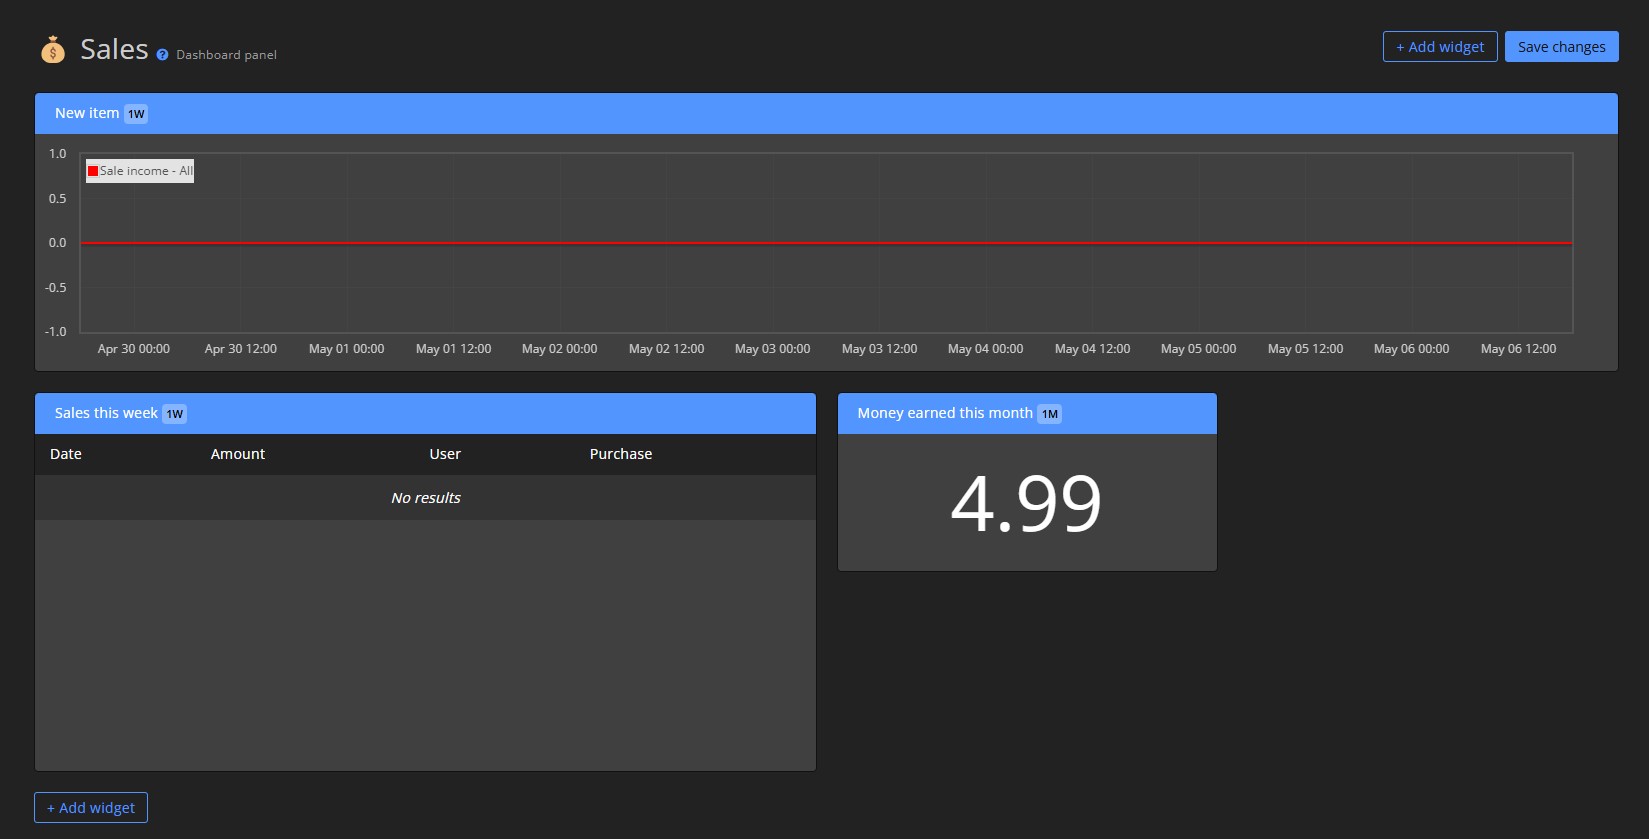 Sales ? Dashboard panel
+ Add widget
Save changes
New item 1W
Sale income - All
1.0
0.5
0.0
-0.5
-1.0
Apr 30 00:00 Apr 30 12:00 May 01 00:00 May 01 12:00 May 02 00:00 May 02 12:00 May 03 00:00 May 03 12:00 May 04 00:00 May 04 12:00 May 05 00:00 May 05 12:00 May 06 00:00 May 06 12:00
Sales this week 1W
Date Amount User Purchase
No results
Money earned this month 1M
4.99
+ Add widget